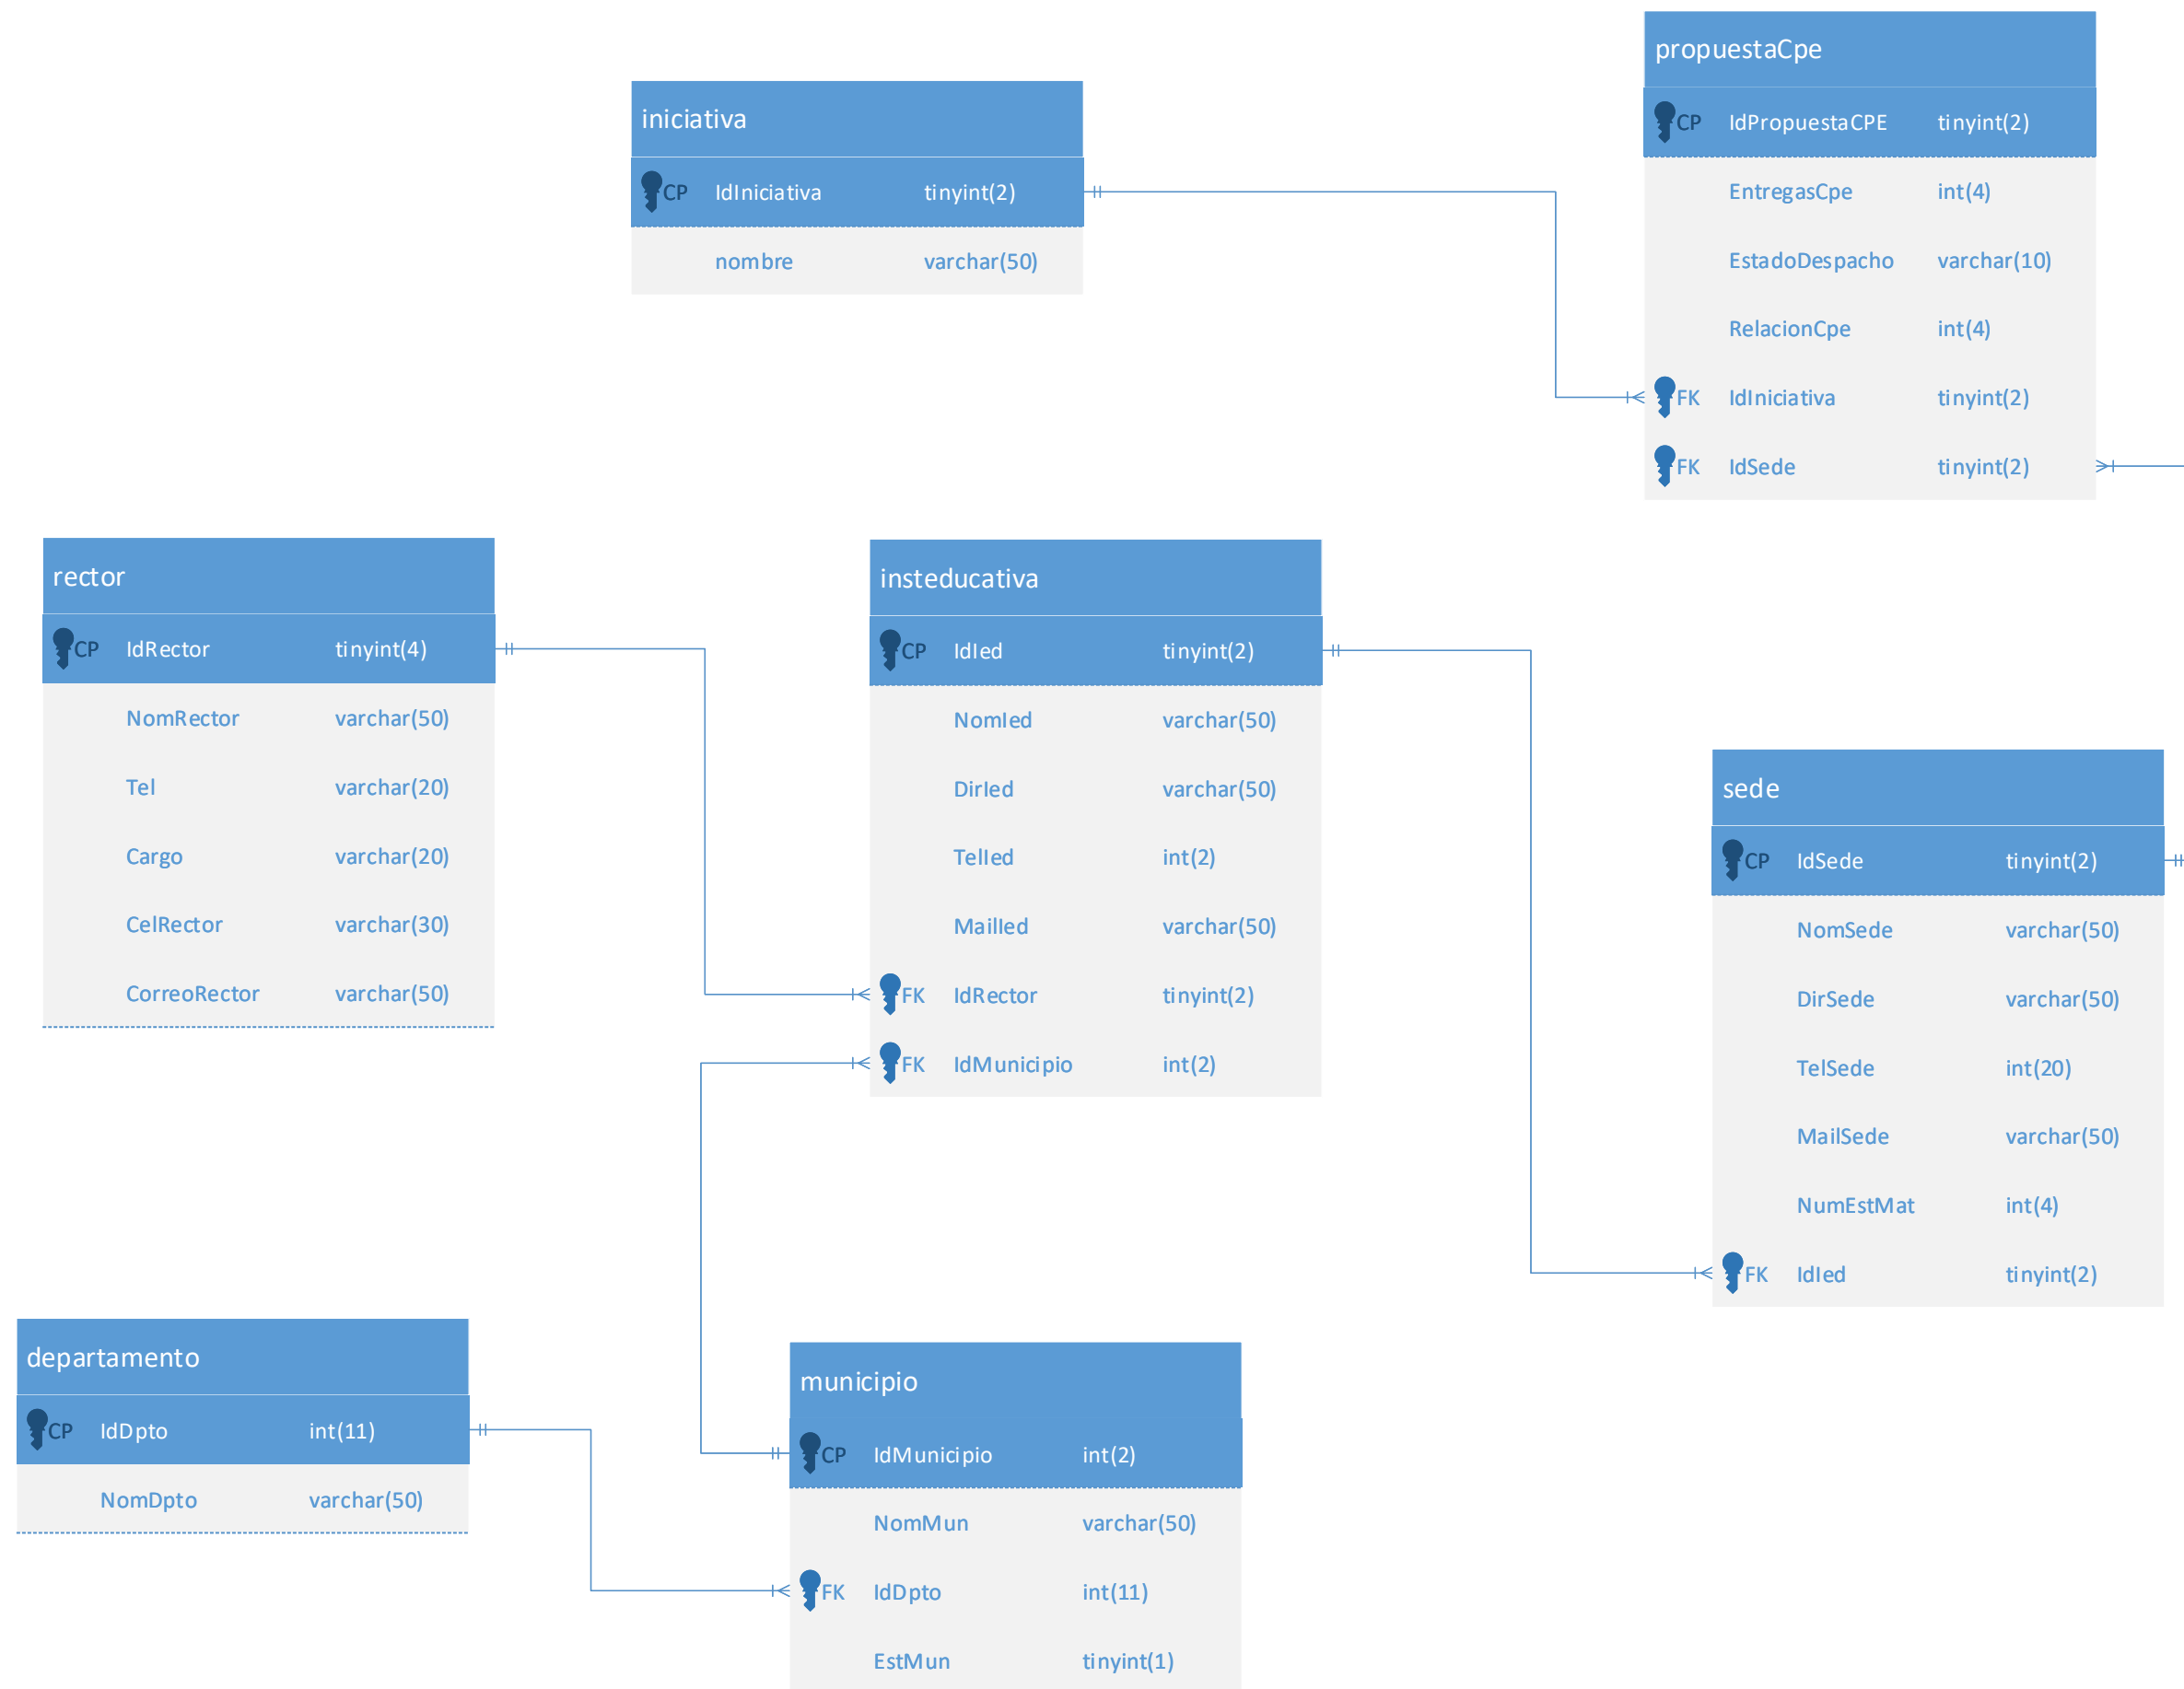 propuestaCpe
CP IdPropuestaCPE tinyint(2)
EntregasCpe int(4)
EstadoDespacho varchar(10)
RelacionCpe int(4)
FK IdIniciativa tinyint(2)
FK IdSede tinyint(2)
iniciativa
CP IdIniciativa tinyint(2)
nombre varchar(50)
rector
CP IdRector tinyint(4)
NomRector varchar(50)
Tel varchar(20)
Cargo varchar(20)
CelRector varchar(30)
CorreoRector varchar(50)
insteducativa
CP IdIed tinyint(2)
NomIed varchar(50)
DirIed varchar(50)
TelIed int(2)
MailIed varchar(50)
FK IdRector tinyint(2)
FK IdMunicipio int(2)
sede
CP IdSede tinyint(2)
NomSede varchar(50)
DirSede varchar(50)
TelSede int(20)
MailSede varchar(50)
NumEstMat int(4)
FK IdIed tinyint(2)
departamento
CP IdDpto int(11)
NomDpto varchar(50)
municipio
CP IdMunicipio int(2)
NomMun varchar(50)
FK IdDpto int(11)
EstMun tinyint(1)